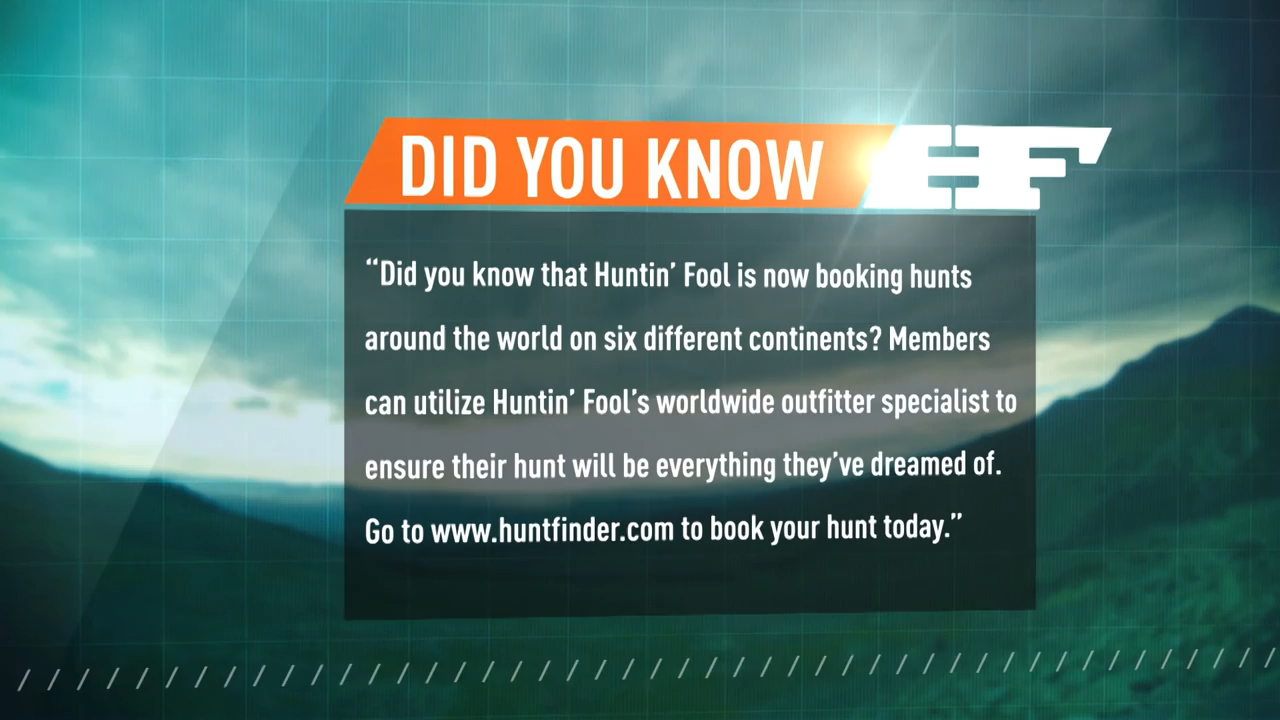 DID YOU KNOW HF
“Did you know that Huntin’ Fool is now booking hunts
around the world on six different continents? Members
can utilize Huntin’ Fool’s worldwide outfitter specialist to
ensure their hunt will be everything they’ve dreamed of.
Go to www.huntfinder.com to book your hunt today.”